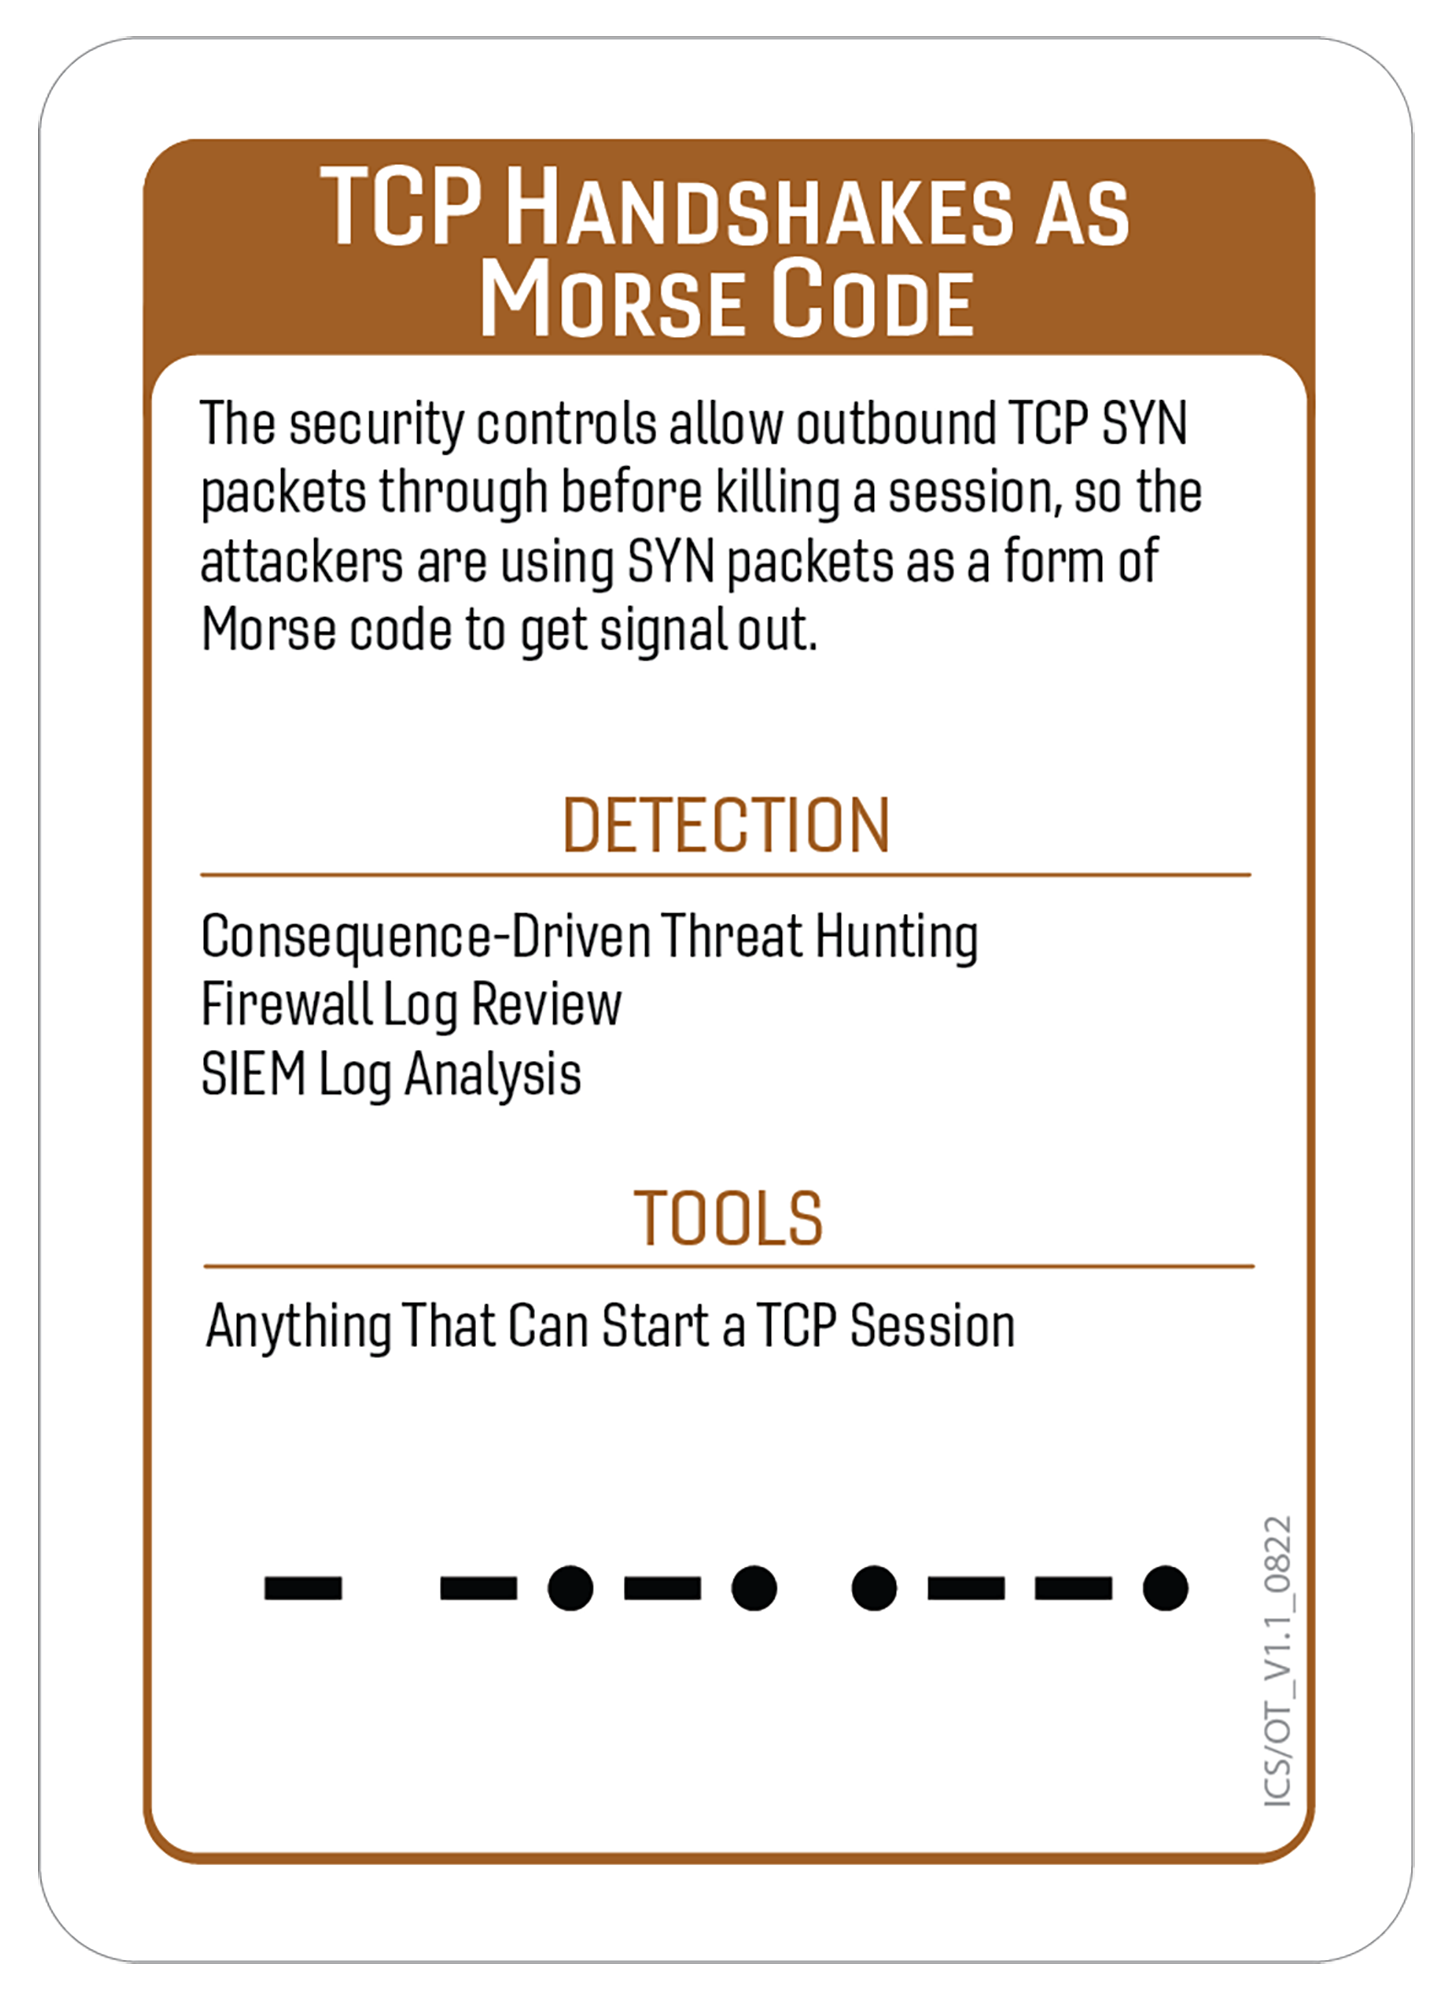 TCP HANDSHAKES AS
MORSE CODE
The security controls allow outbound TCP SYN
packets through before killing a session, so the
attackers are using SYN packets as a form of
Morse code to get signal out.
DETECTION
Consequence-Driven Threat Hunting
Firewall Log Review
SIEM Log Analysis
TOOLS
Anything That Can Start a TCP Session
— —•—• •——•
ICS/OT_V1.1_0822